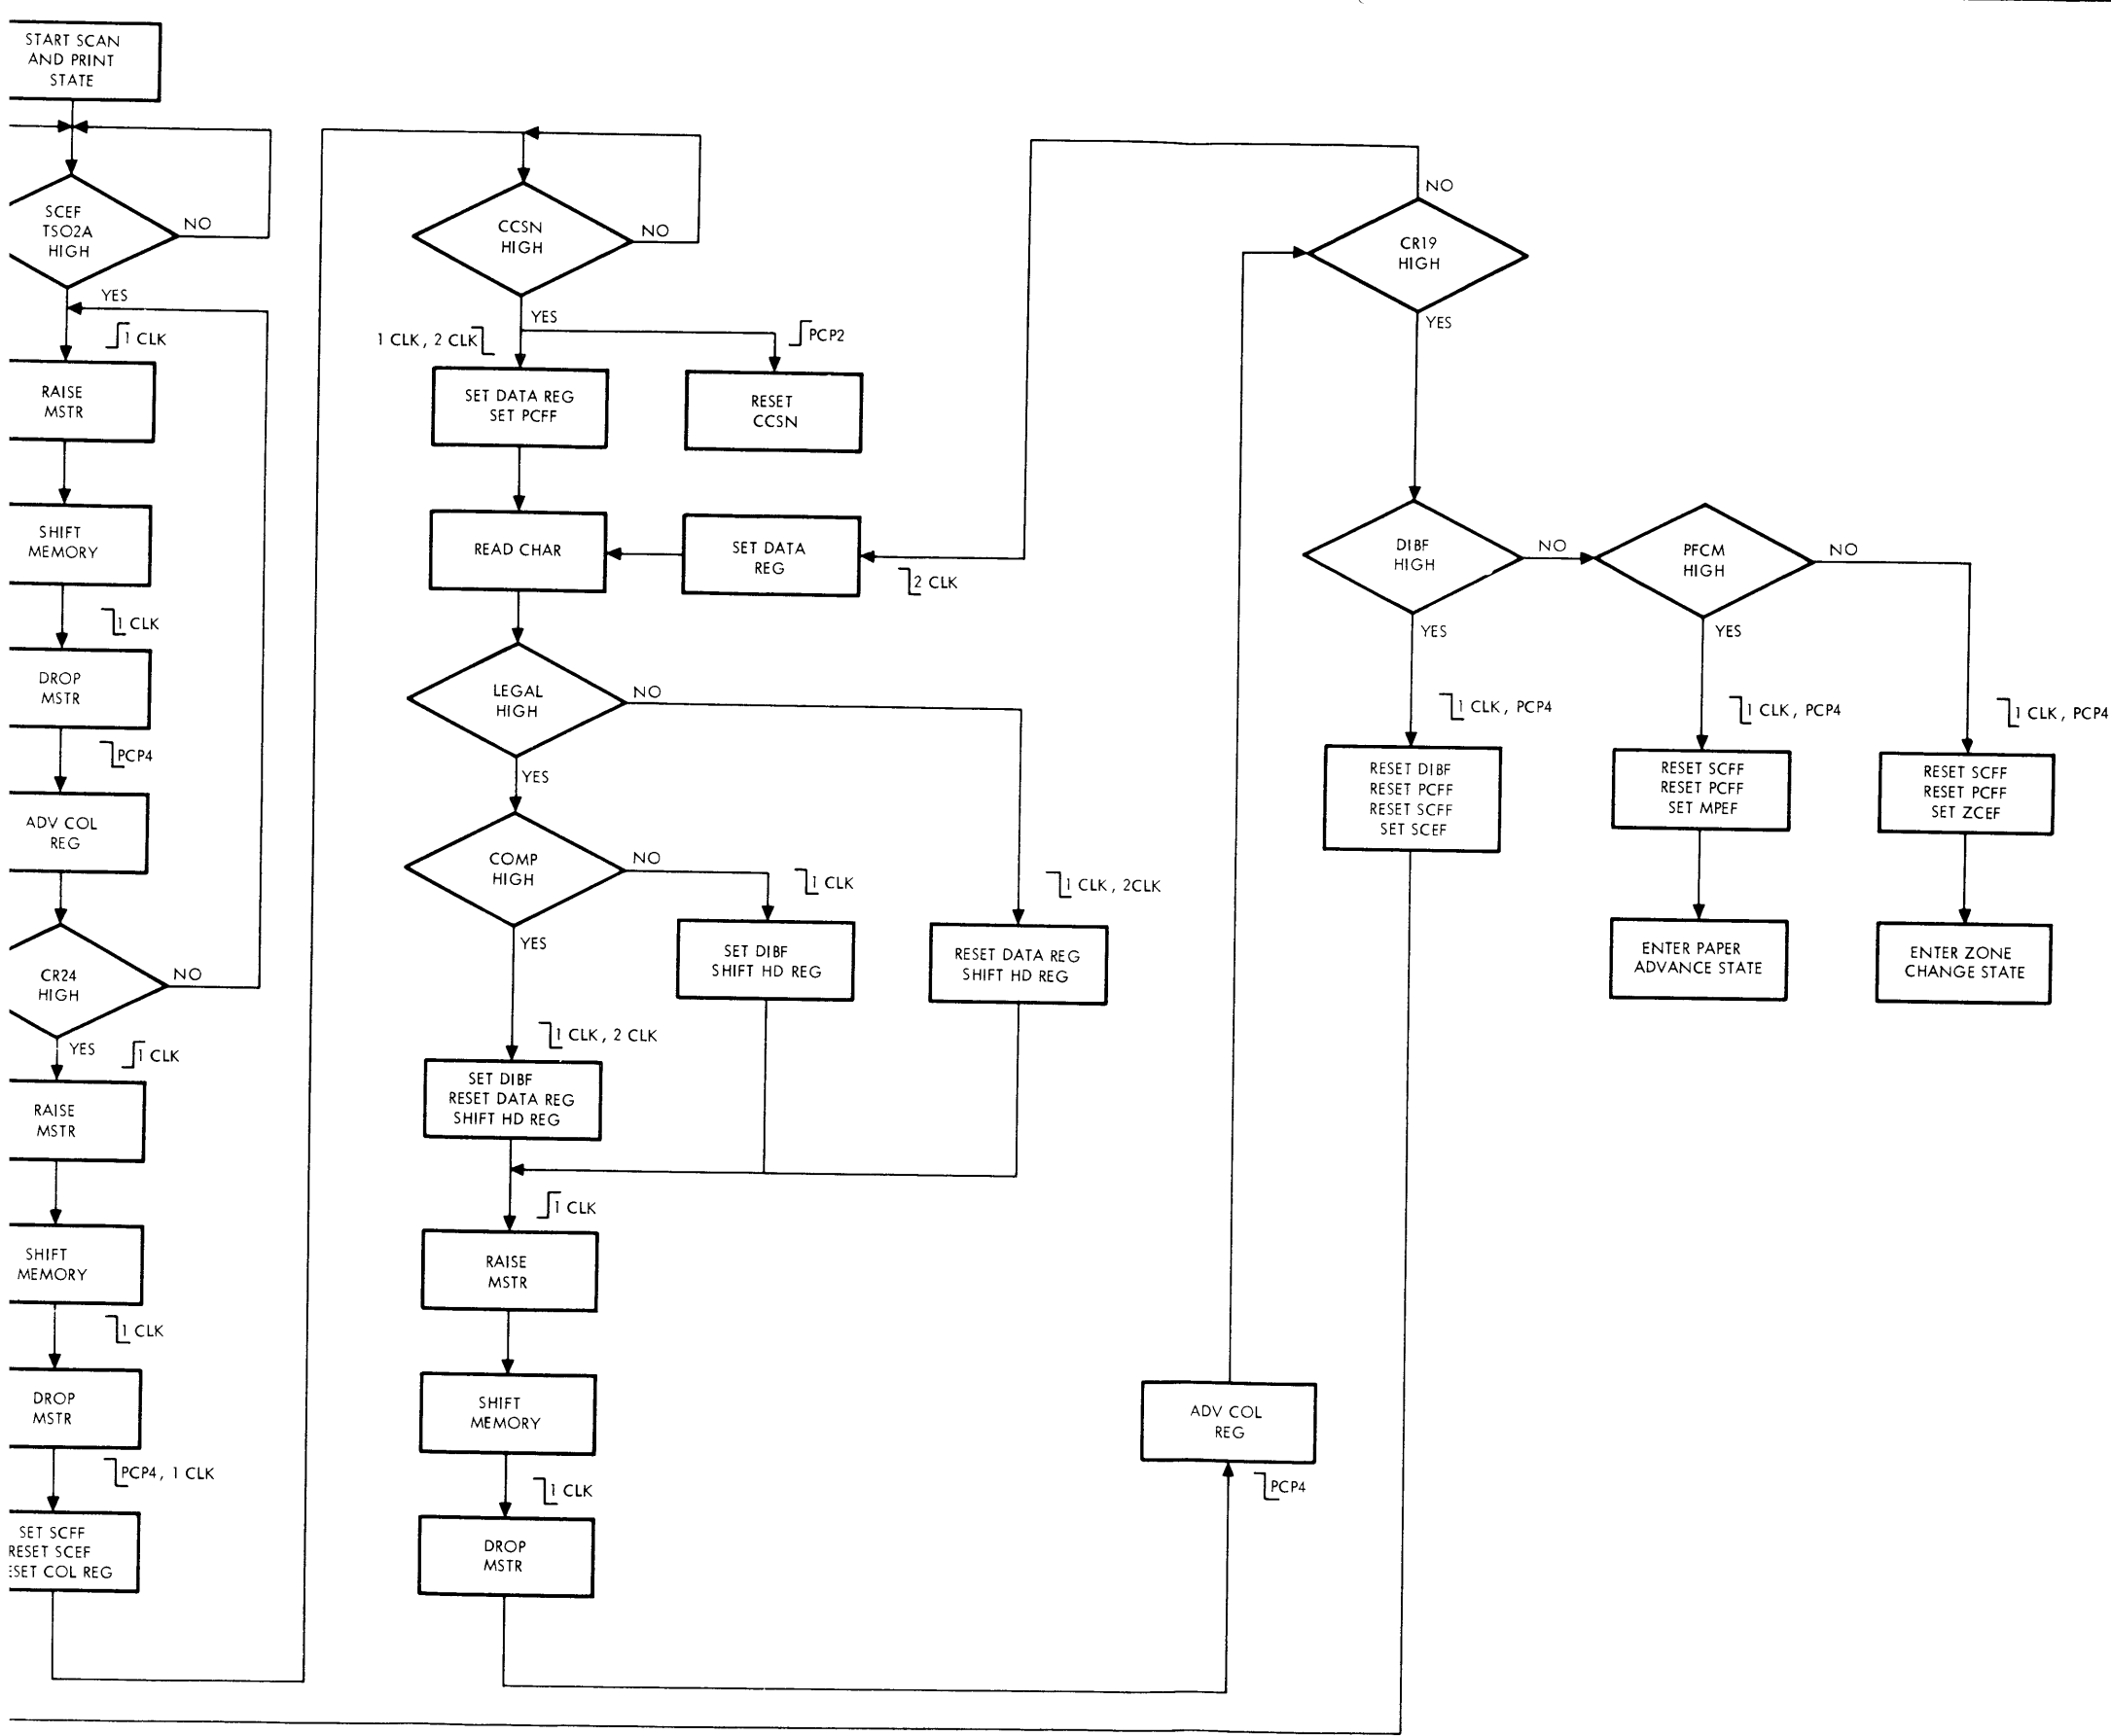 START SCAN
AND PRINT
STATE
SCEF
TSO2A
HIGH
NO
YES
1 CLK
RAISE
MSTR
SHIFT
MEMORY
1 CLK
DROP
MSTR
PCP4
ADV COL
REG
CR24
HIGH
NO
YES
1 CLK
RAISE
MSTR
SHIFT
MEMORY
1 CLK
DROP
MSTR
PCP4, 1 CLK
SET SCFF
RESET SCEF
ESET COL REG
CCSN
HIGH
NO
YES
1 CLK, 2 CLK
PCP2
SET DATA REG
SET PCFF
RESET
CCSN
READ CHAR
SET DATA
REG
2 CLK
LEGAL
HIGH
NO
YES
COMP
HIGH
NO
YES
1 CLK
1 CLK, 2CLK
SET DIBF
SHIFT HD REG
RESET DATA REG
SHIFT HD REG
1 CLK, 2 CLK
SET DIBF
RESET DATA REG
SHIFT HD REG
1 CLK
RAISE
MSTR
SHIFT
MEMORY
1 CLK
DROP
MSTR
ADV COL
REG
PCP4
NO
CR19
HIGH
YES
DIBF
HIGH
NO
YES
PFCM
HIGH
NO
YES
1 CLK, PCP4
1 CLK, PCP4
1 CLK, PCP4
RESET DIBF
RESET PCFF
RESET SCFF
SET SCEF
RESET SCFF
RESET PCFF
SET MPEF
RESET SCFF
RESET PCFF
SET ZCEF
ENTER PAPER
ADVANCE STATE
ENTER ZONE
CHANGE STATE